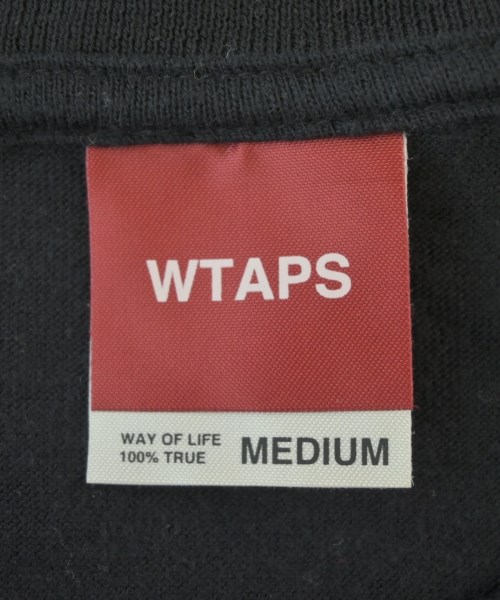 WTAPS
WAY OF LIFE
100% TRUE
MEDIUM